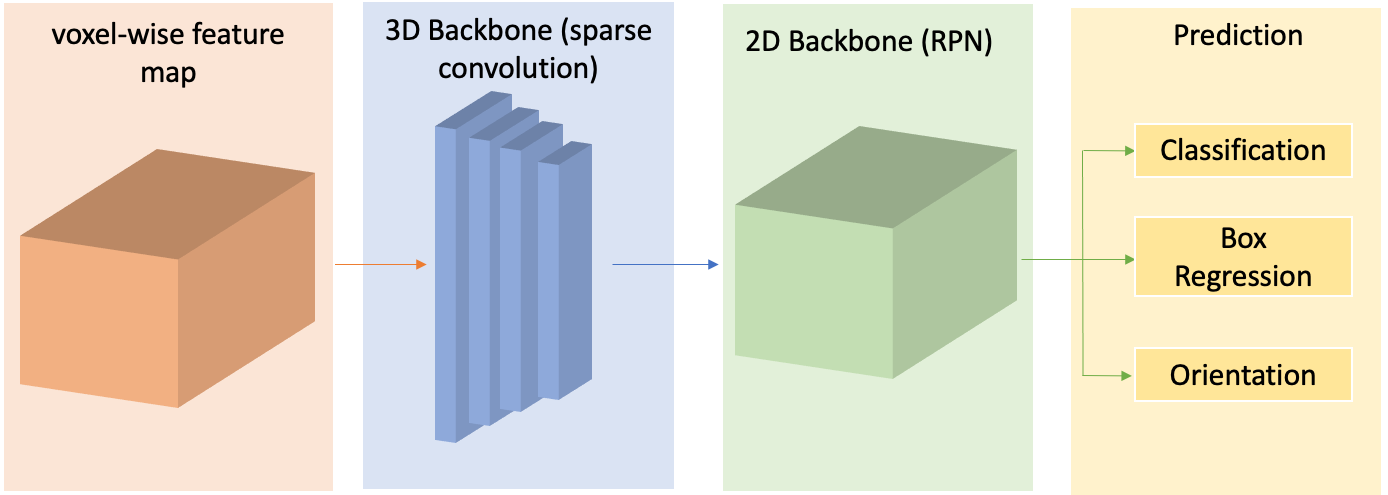 voxel-wise feature
map
3D Backbone (sparse
convolution)
2D Backbone (RPN)
Prediction
Classification
Box
Regression
Orientation